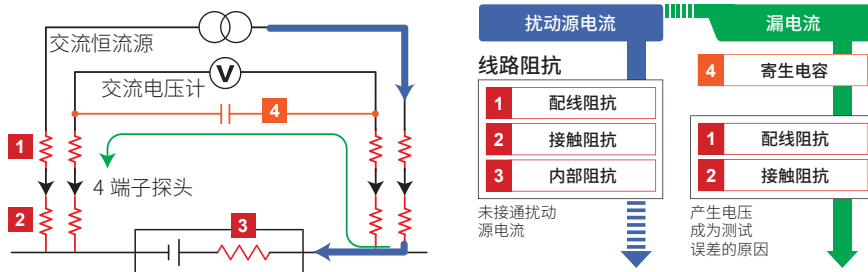 交流恒流源
V
交流电压计
4
1
4 端子探头
2
3
扰动源电流
线路阻抗
1 配线阻抗
2 接触阻抗
3 内部阻抗
未接通扰动
源电流
漏电流
4 寄生电容
1 配线阻抗
2 接触阻抗
产生电压
成为测试
误差的原因